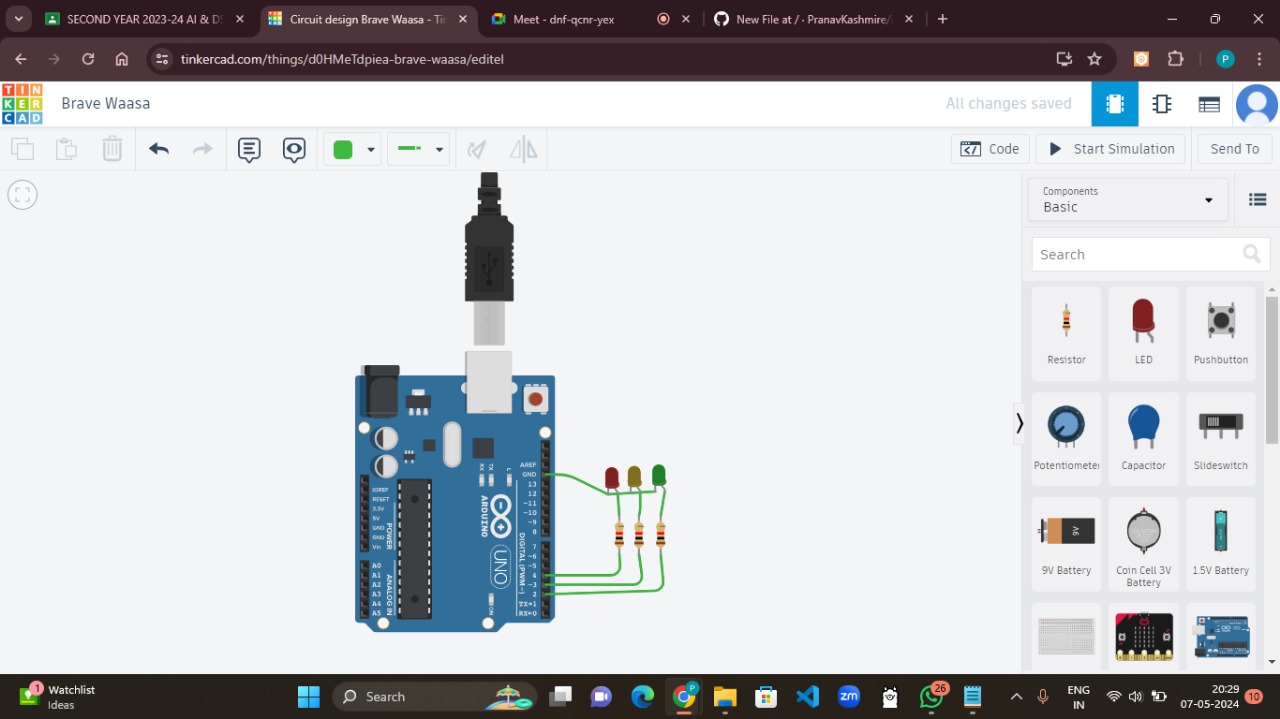 SECOND YEAR 2023-24 AI & DS
Circuit design Brave Waasa - Tin
Meet - dnf-qcnr-yex
New File at / · PranavKashmire/i
tinkercad.com/things/d0HMeTdpiea-brave-waasa/editel
P
TIN
KER
CAD
Brave Waasa
All changes saved
Code
Start Simulation
Send To
Components
Basic
Search
Resistor
LED
Pushbutton
Potentiometer
Capacitor
Slideswitch
9V
9V Battery
Coin Cell 3V
Battery
1.5V Battery
AREF
GND
13
12
~11
~10
~9
8
7
~6
~5
4
~3
2
TX→1
RX←0
IOREF
RESET
3.3V
5V
GND
GND
Vin
A0
A1
A2
A3
A4
A5
POWER
ANALOG IN
RX
TX
L
ARDUINO
UNO
DIGITAL (PWM~)
ON
1
Watchlist
Ideas
Search
P
zm
26
ENG
IN
20:29
07-05-2024
10